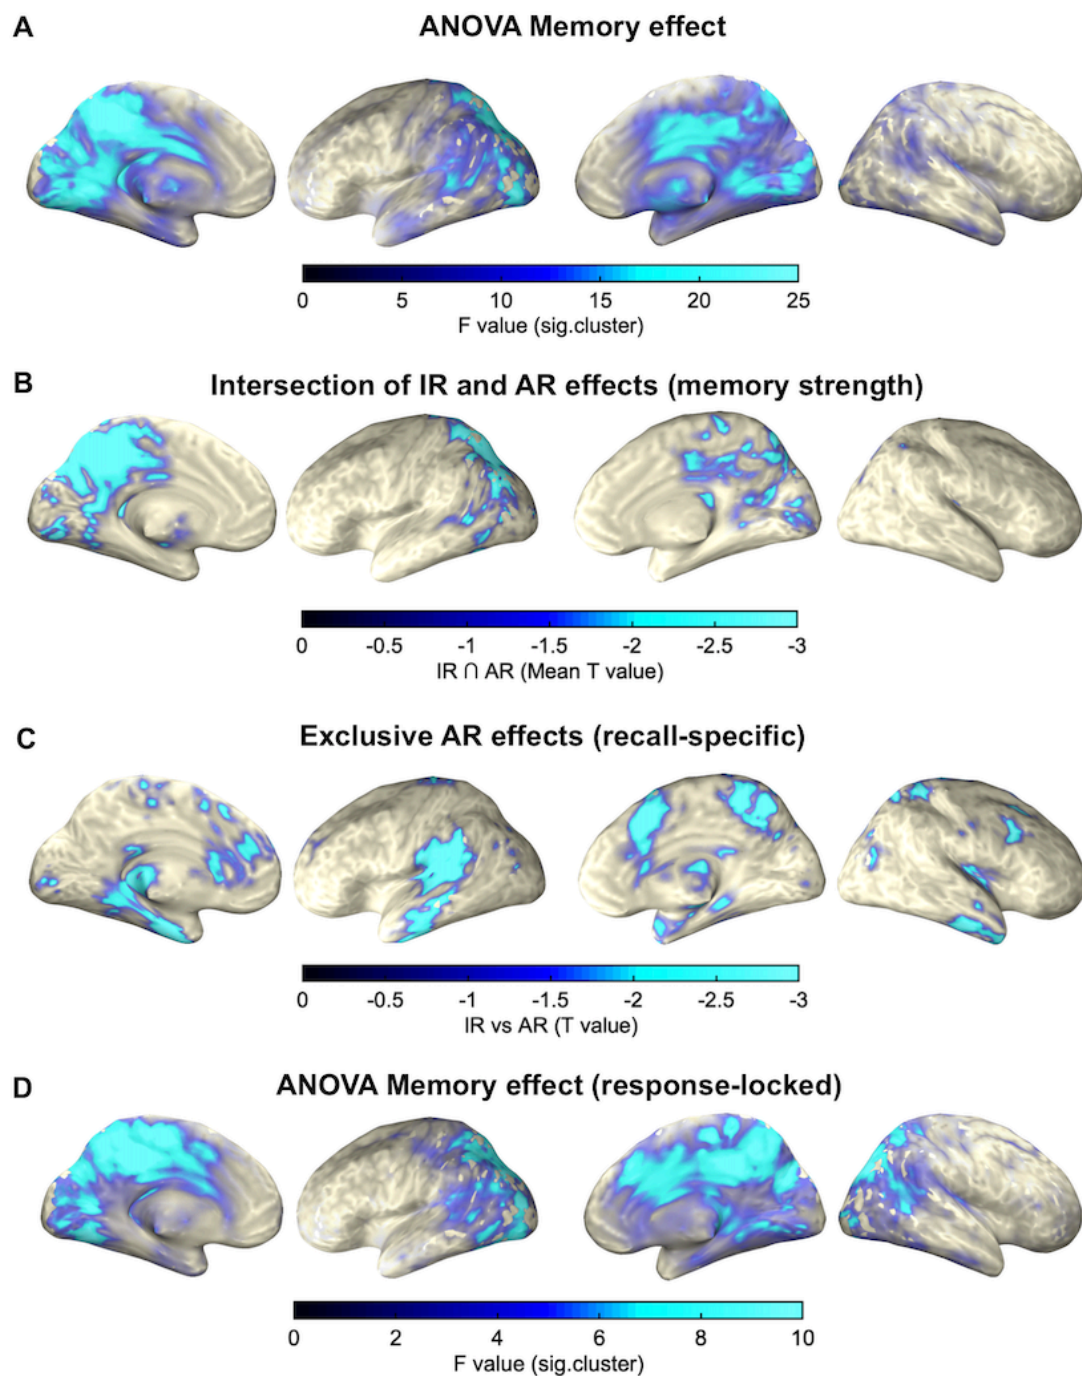 A
ANOVA Memory effect
0 5 10 15 20 25
F value (sig.cluster)
B
Intersection of IR and AR effects (memory strength)
0 -0.5 -1 -1.5 -2 -2.5 -3
IR ∩ AR (Mean T value)
C
Exclusive AR effects (recall-specific)
0 -0.5 -1 -1.5 -2 -2.5 -3
IR vs AR (T value)
D
ANOVA Memory effect (response-locked)
0 2 4 6 8 10
F value (sig.cluster)